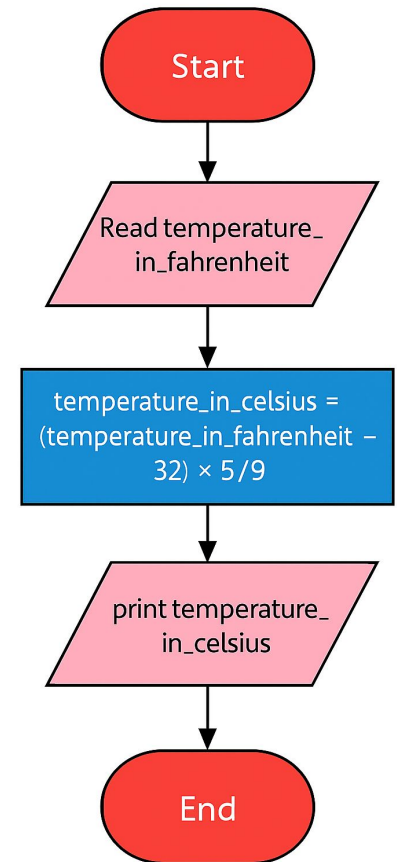 Start
Read temperature_
in_fahrenheit
temperature_in_celsius =
(temperature_in_fahrenheit –
32) × 5/9
print temperature_
in_celsius
End